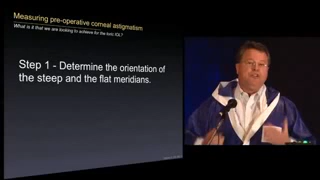 Measuring pre-operative corneal astigmatism
What is it that we are looking to achieve for the toric IOL?
Step 1 - Determine the orientation of
the steep and the flat meridians.